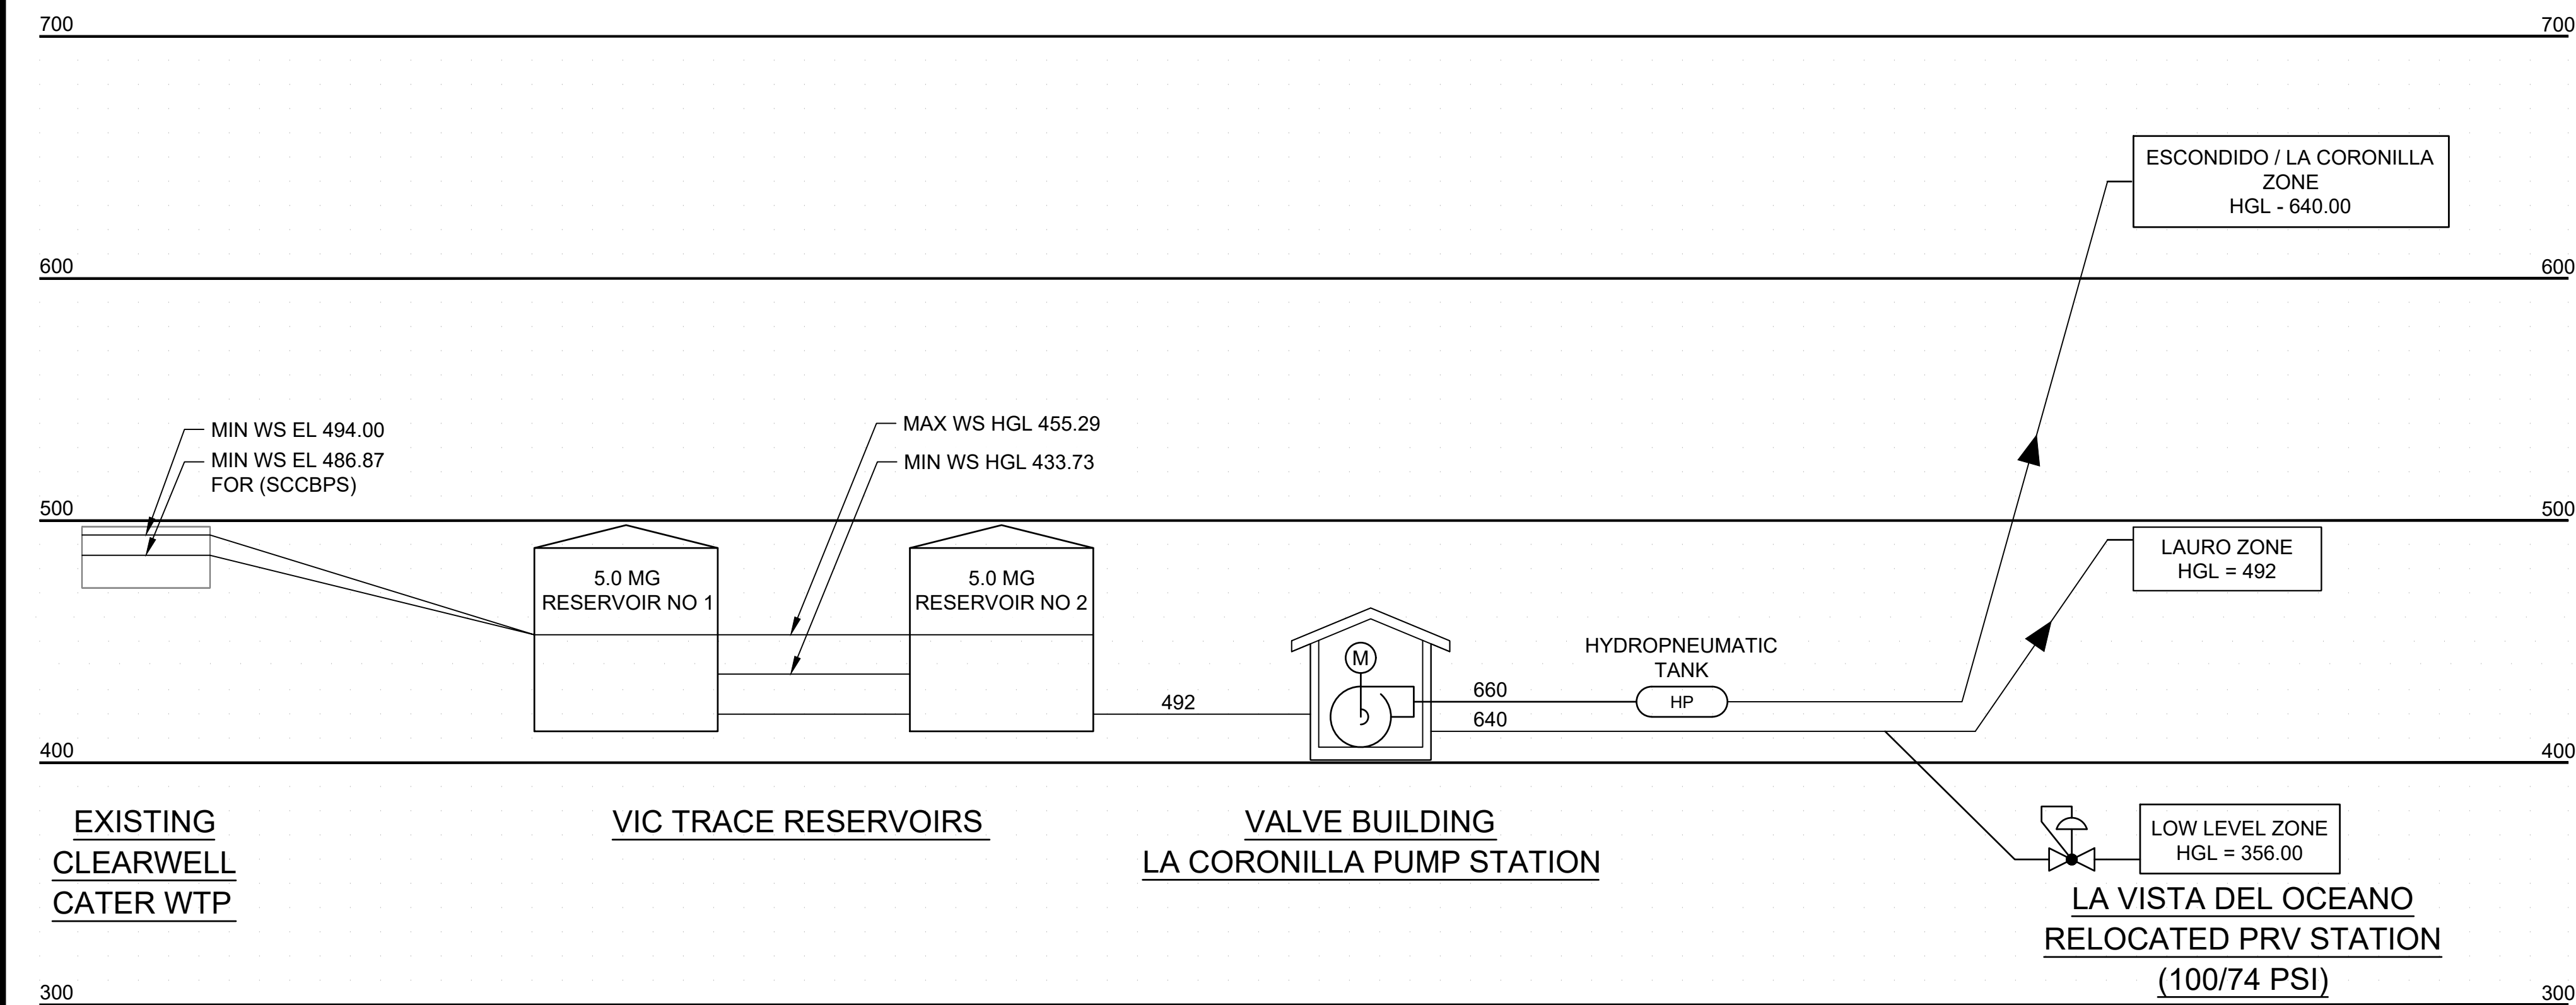 700
700
ESCONDIDO / LA CORONILLA
ZONE
HGL - 640.00
600
600
MIN WS EL 494.00
MIN WS EL 486.87
FOR (SCCBPS)
MAX WS HGL 455.29
MIN WS HGL 433.73
500
500
5.0 MG
RESERVOIR NO 1
5.0 MG
RESERVOIR NO 2
LAURO ZONE
HGL = 492
M
HYDROPNEUMATIC
TANK
HP
492
660
640
400
400
EXISTING
CLEARWELL
CATER WTP
VIC TRACE RESERVOIRS
VALVE BUILDING
LA CORONILLA PUMP STATION
LOW LEVEL ZONE
HGL = 356.00
LA VISTA DEL OCEANO
RELOCATED PRV STATION
(100/74 PSI)
300
300